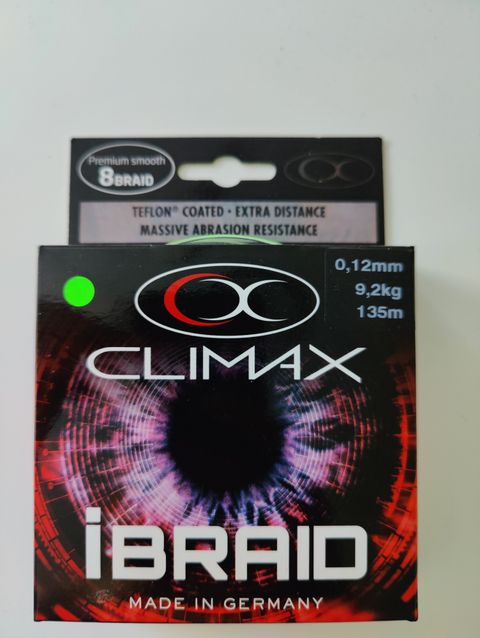 Premium smooth
8BRAID
TEFLON® COATED · EXTRA DISTANCE
MASSIVE ABRASION RESISTANCE
0,12mm
9,2kg
135m
CLIMAX
iBRAID
MADE IN GERMANY